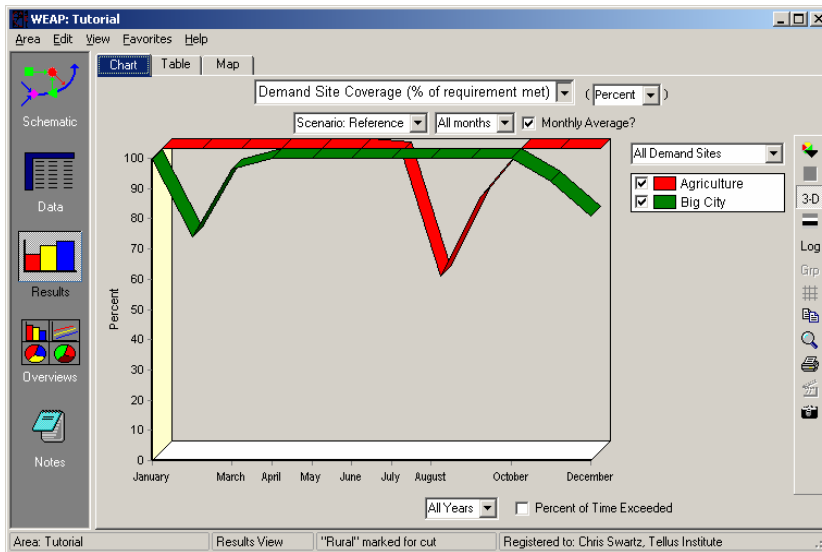 WEAP: Tutorial
Area Edit View Favorites Help
Chart Table Map
Demand Site Coverage (% of requirement met) ( Percent )
Scenario: Reference All months Monthly Average?
Schematic
Data
Results
Overviews
Notes
All Demand Sites
Agriculture
Big City
3-D
Log
Grp
Percent
100
90
80
70
60
50
40
30
20
10
0
January March April May June July August October December
All Years Percent of Time Exceeded
Area: Tutorial Results View "Rural" marked for cut Registered to: Chris Swartz, Tellus Institute